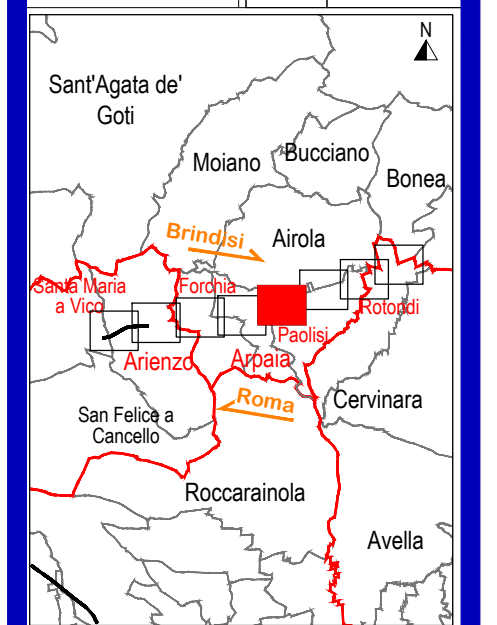 N
Sant'Agata de'
Goti
Bucciano
Moiano
Bonea
Brindisi
Airola
Santa Maria
a Vico
Forchia
Rotondi
Paolisi
Arienzo
Arpaia
Roma
Cervinara
San Felice a
Cancello
Roccarainola
Avella